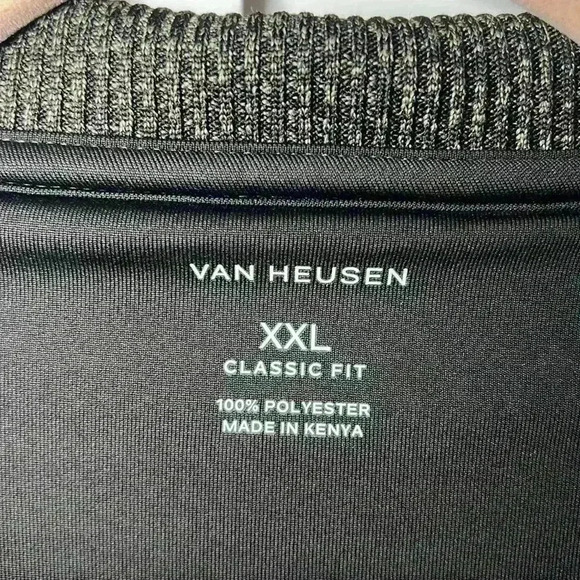 VAN HEUSEN
XXL
CLASSIC FIT
100% POLYESTER
MADE IN KENYA